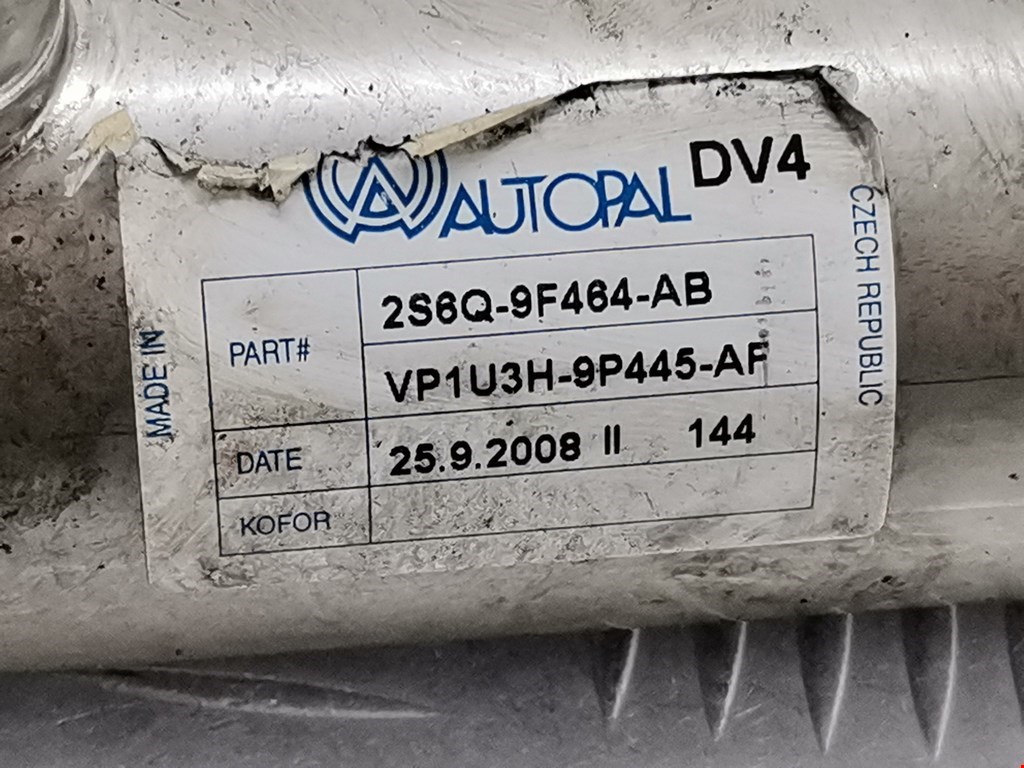 AUTOPAL DV4
MADE IN
CZECH REPUBLIC
PART# 2S6Q-9F464-AB
VP1U3H-9P445-AF
DATE 25.9.2008 II 144
KOFOR